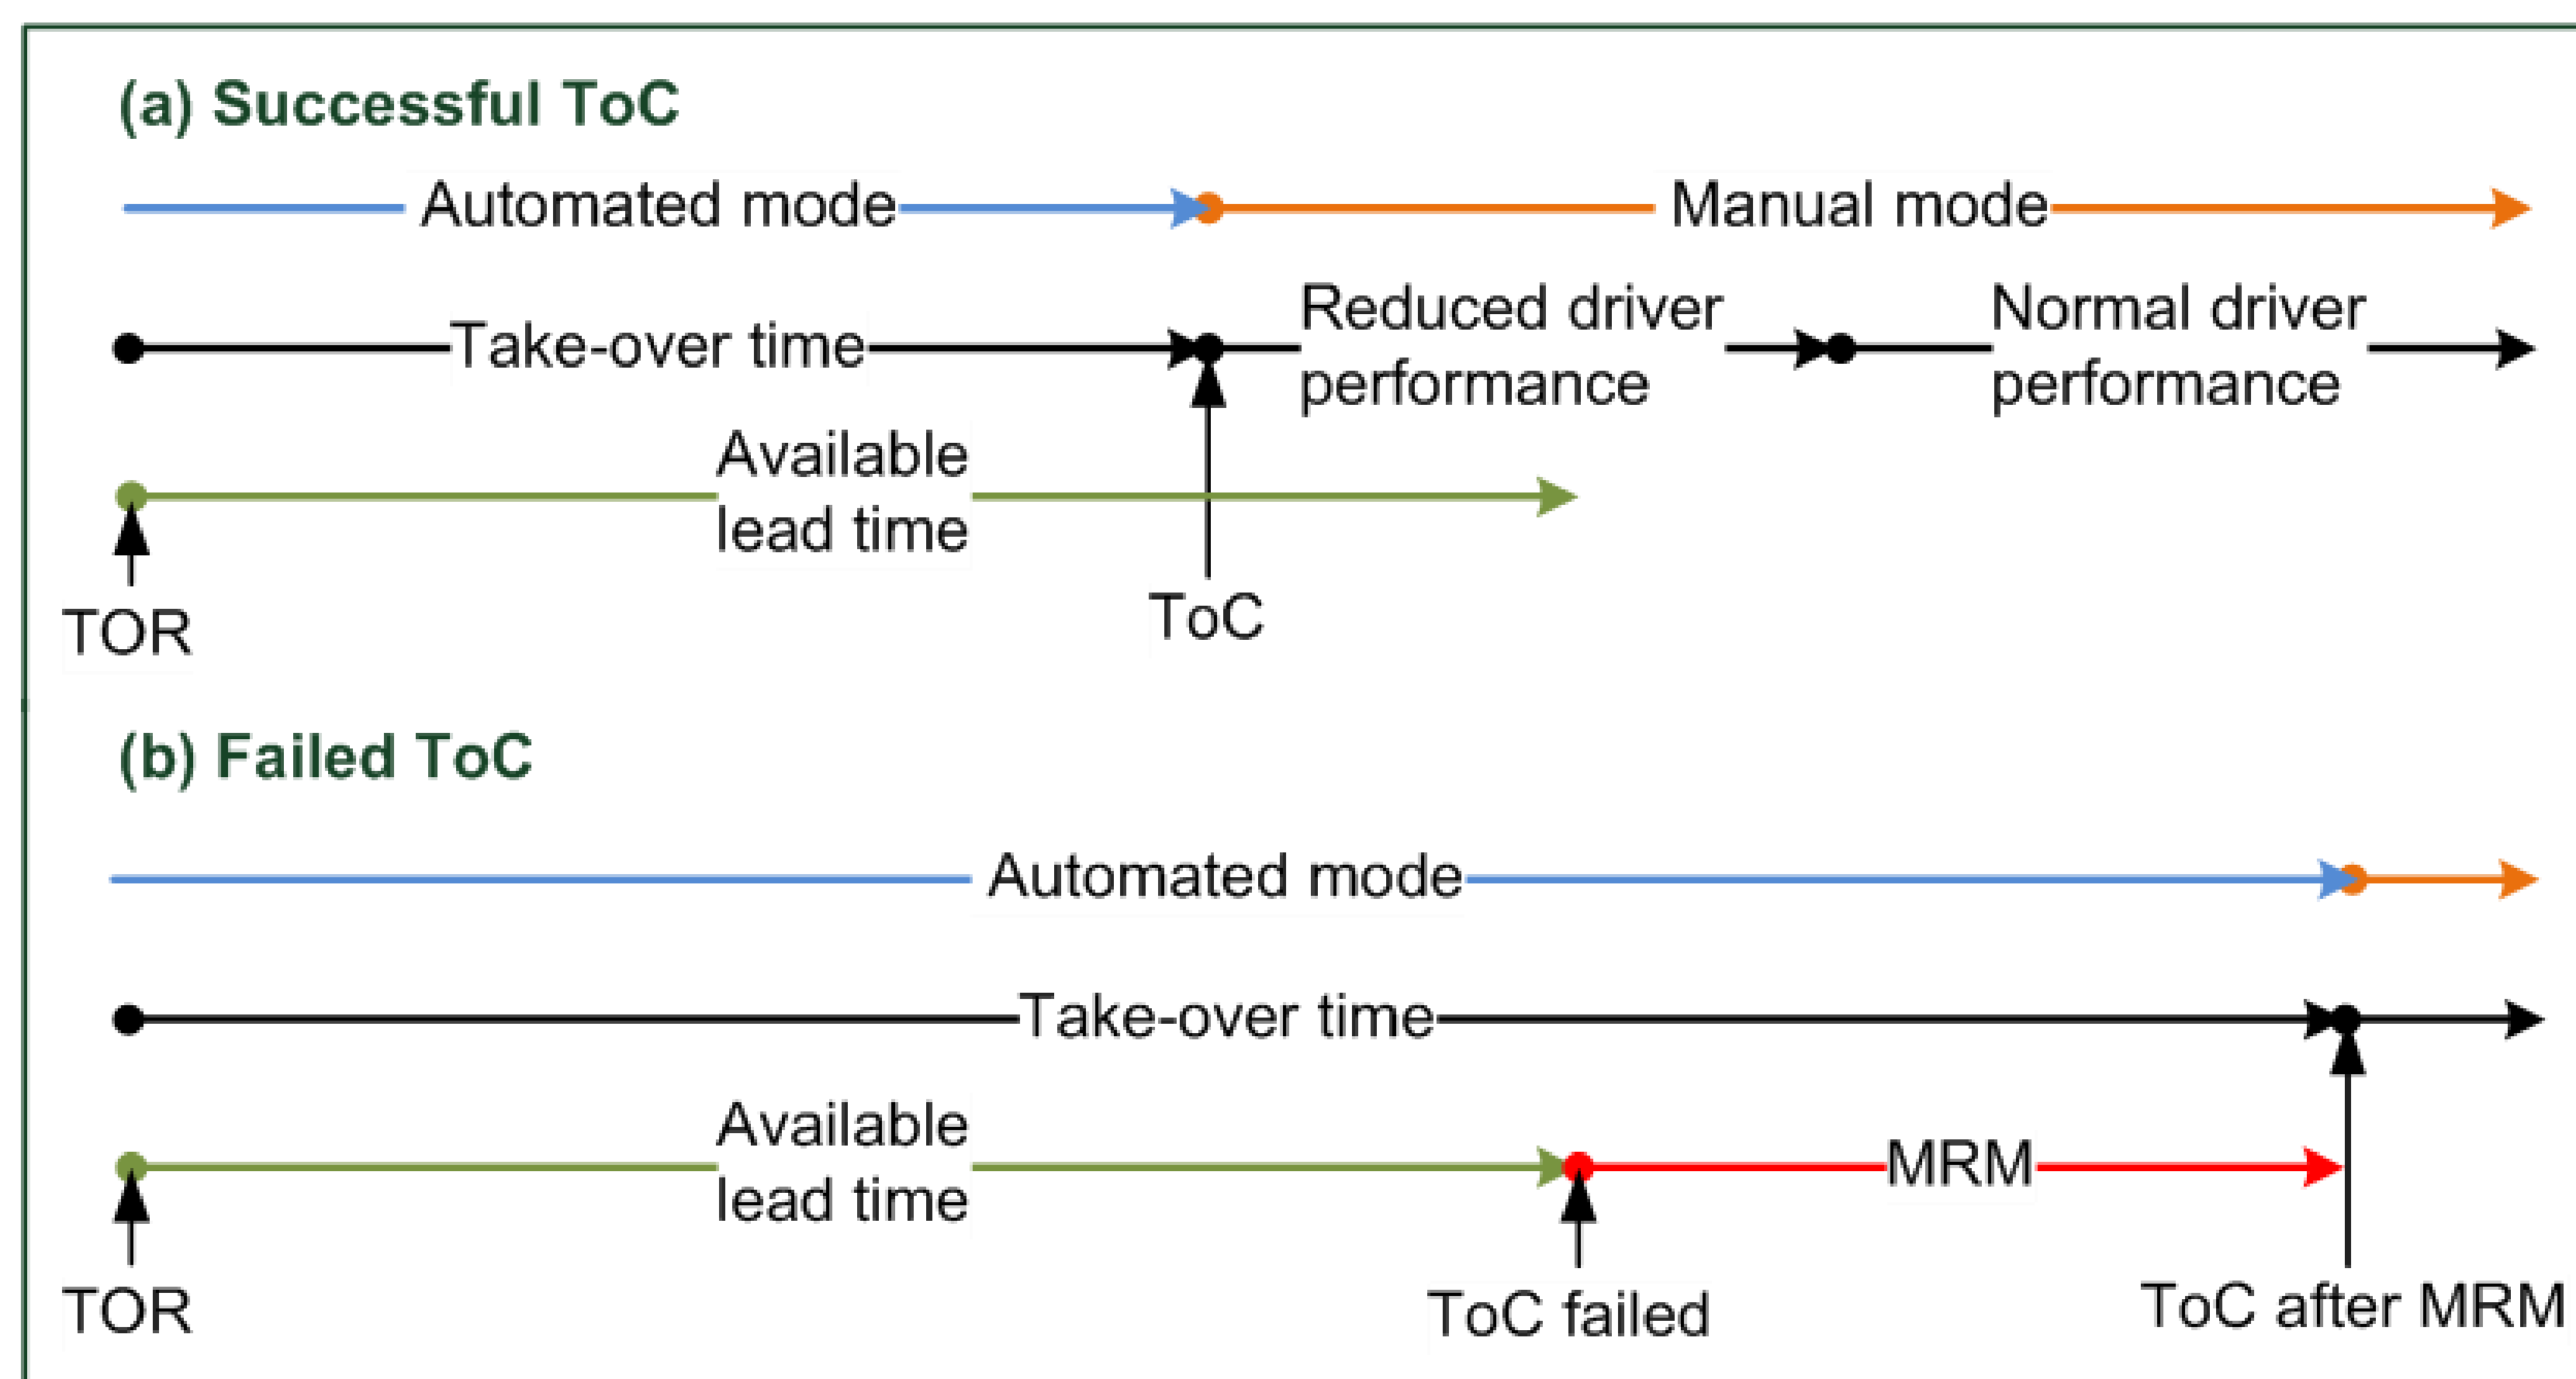 (a) Successful ToC
Automated mode
Manual mode
Take-over time
Reduced driver
performance
Normal driver
performance
Available
lead time
TOR
ToC
(b) Failed ToC
Automated mode
Take-over time
Available
lead time
MRM
TOR
ToC failed
ToC after MRM